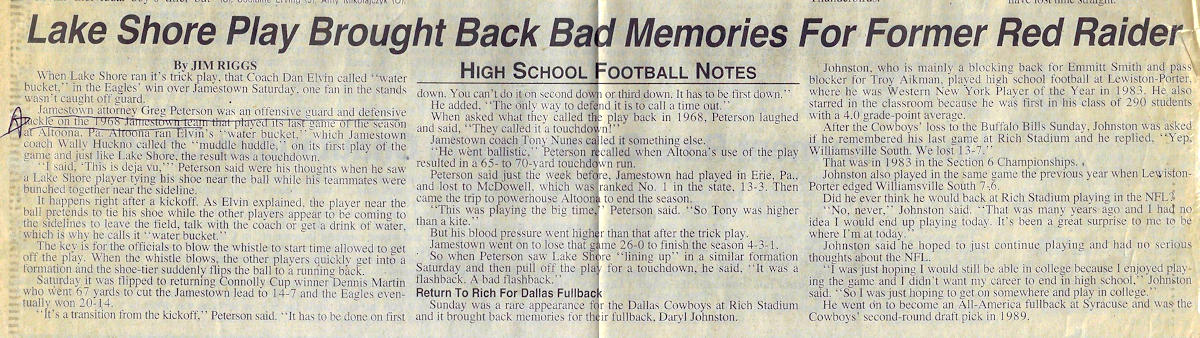 Lake Shore Play Brought Back Bad Memories For Former Red Raider
By JIM RIGGS
When Lake Shore ran it's trick play, that Coach Dan Elvin called "water
bucket," in the Eagles' win over Jamestown Saturday, one fan in the stands
wasn't caught off guard.
Jamestown attorney Greg Peterson was an offensive guard and defensive
tackle on the 1968 Jamestown team that played its last game of the season
at Altoona, Pa. Altoona ran Elvin's "water bucket," which Jamestown
coach Wally Huckno called the "muddle huddle," on its first play of the
game and just like Lake Shore, the result was a touchdown.
"I said, 'This is deja vu,'" Peterson said were his thoughts when he saw
a Lake Shore player tying his shoe near the ball while his teammates were
bunched together near the sideline.
It happens right after a kickoff. As Elvin explained, the player near the
ball pretends to tie his shoe while the other players appear to be coming to
the sidelines to leave the field, talk with the coach or get a drink of water,
which is why he calls it "water bucket."
The key is for the officials to blow the whistle to start time allowed to get
off the play. When the whistle blows, the other players quickly get into a
formation and the shoe-tier suddenly flips the ball to a running back.
Saturday it was flipped to returning Connolly Cup winner Dennis Martin
who went 67 yards to cut the Jamestown lead to 14-7 and the Eagles even-
tually won 20-14.
"It's a transition from the kickoff," Peterson said. "It has to be done on first
HIGH SCHOOL FOOTBALL NOTES
down. You can't do it on second down or third down. It has to be first down."
He added, "The only way to defend it is to call a time out."
When asked what they called the play back in 1968, Peterson laughed
and said, "They called it a touchdown!"
Jamestown coach Tony Nunes called it something else.
"He went ballistic," Peterson recalled when Altoona's use of the play
resulted in a 65- to 70-yard touchdown run.
Peterson said just the week before, Jamestown had played in Erie, Pa.,
and lost to McDowell, which was ranked No. 1 in the state, 13-3. Then
came the trip to powerhouse Altoona to end the season.
"This was playing the big time," Peterson said. "So Tony was higher
than a kite."
But his blood pressure went higher than that after the trick play.
Jamestown went on to lose that game 26-0 to finish the season 4-3-1.
So when Peterson saw Lake Shore "lining up" in a similar formation
Saturday and then pull off the play for a touchdown, he said, "It was a
flashback. A bad flashback."
Return To Rich For Dallas Fullback
Sunday was a rare appearance for the Dallas Cowboys at Rich Stadium
and it brought back memories for their fullback, Daryl Johnston.
Johnston, who is mainly a blocking back for Emmitt Smith and pass
blocker for Troy Aikman, played high school football at Lewiston-Porter,
where he was Western New York Player of the Year in 1983. He also
starred in the classroom because he was first in his class of 290 students
with a 4.0 grade-point average.
After the Cowboys' loss to the Buffalo Bills Sunday, Johnston was asked
if he remembered his last game at Rich Stadium and he replied, "Yep,
Williamsville South. We lost 13-7."
That was in 1983 in the Section 6 Championships.
Johnston also played in the same game the previous year when Lewiston-
Porter edged Williamsville South 7-6.
Did he ever think he would back at Rich Stadium playing in the NFL?
"No, never," Johnston said. "That was many years ago and I had no
idea I would end up playing today. It's been a great surprise to me to be
where I'm at today."
Johnston said he hoped to just continue playing and had no serious
thoughts about the NFL.
"I was just hoping I would still be able in college because I enjoyed play-
ing the game and I didn't want my career to end in high school," Johnston
said. "So I was just hoping to get on somewhere and play in college."
He went on to become an All-America fullback at Syracuse and was the
Cowboys' second-round draft pick in 1989.